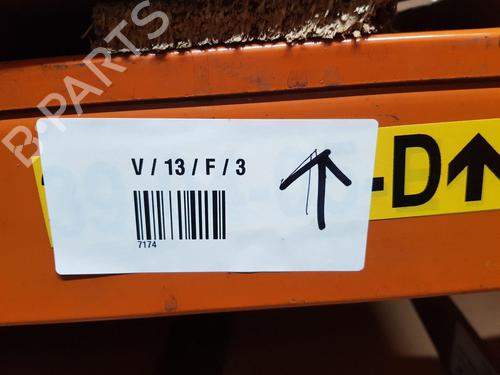 B-PARTS
V / 13 / F / 3
-D↑
7174